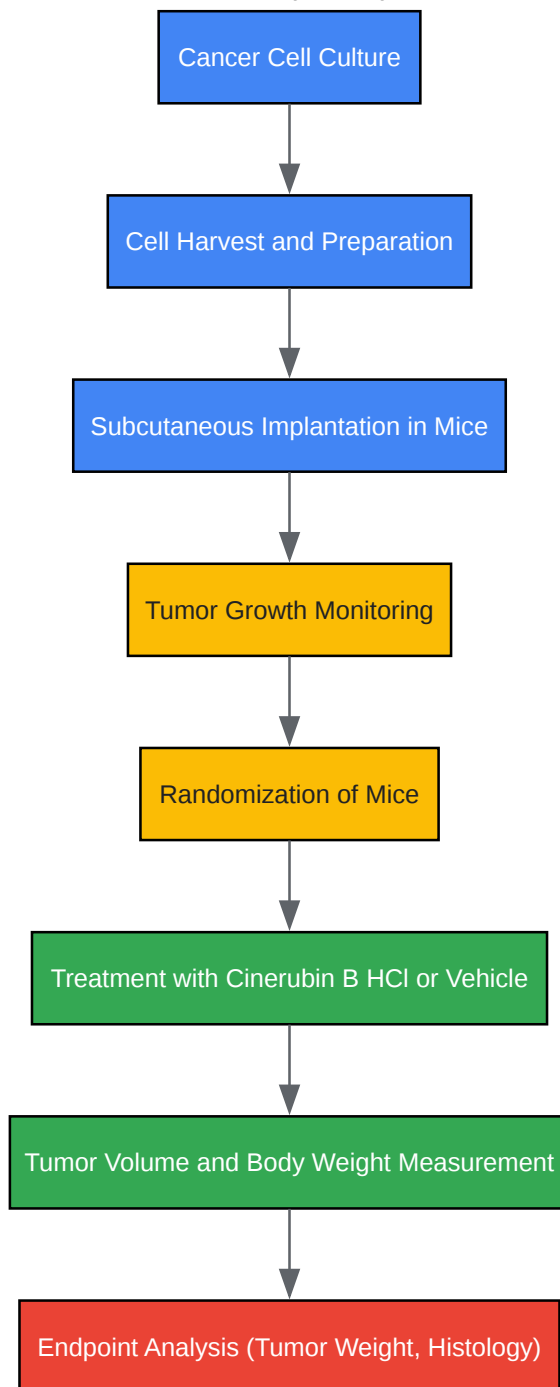 Cancer Cell Culture
Cell Harvest and Preparation
Subcutaneous Implantation in Mice
Tumor Growth Monitoring
Randomization of Mice
Treatment with Cinerubin B HCl or Vehicle
Tumor Volume and Body Weight Measurement
Endpoint Analysis (Tumor Weight, Histology)